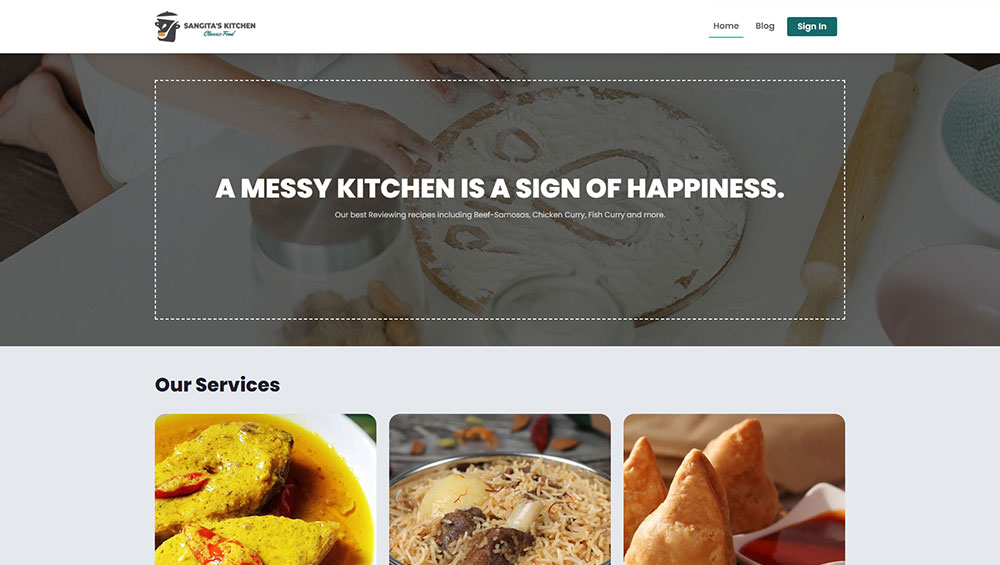 SANGITA'S KITCHEN
Classic Food
Home
Blog
Sign In
A MESSY KITCHEN IS A SIGN OF HAPPINESS.
Our best Reviewing recipes including Beef-Samosas, Chicken Curry, Fish Curry and more.
Our Services